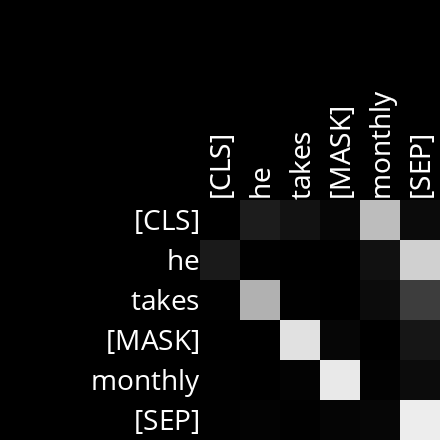 [CLS]
he
takes
[MASK]
monthly
[SEP]
[CLS]
he
takes
[MASK]
monthly
[SEP]